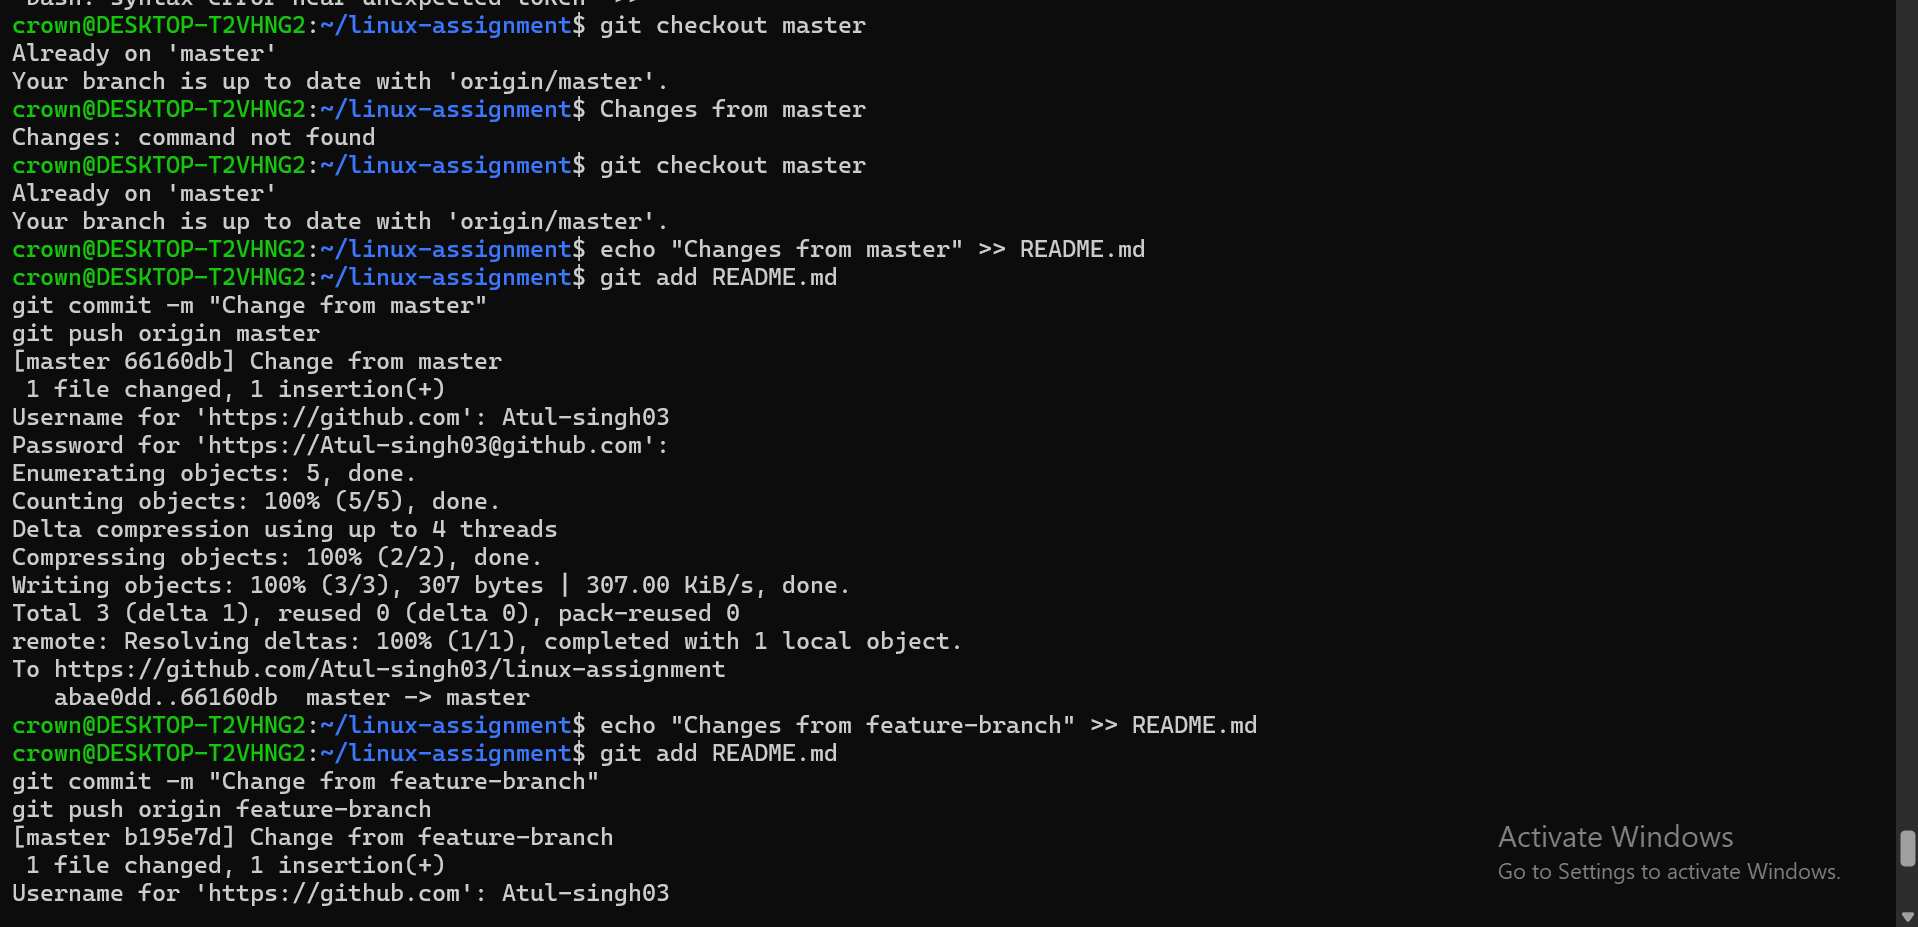 crown@DESKTOP-T2VHNG2:~/linux-assignment$ git checkout master
Already on 'master'
Your branch is up to date with 'origin/master'.
crown@DESKTOP-T2VHNG2:~/linux-assignment$ Changes from master
Changes: command not found
crown@DESKTOP-T2VHNG2:~/linux-assignment$ git checkout master
Already on 'master'
Your branch is up to date with 'origin/master'.
crown@DESKTOP-T2VHNG2:~/linux-assignment$ echo "Changes from master" >> README.md
crown@DESKTOP-T2VHNG2:~/linux-assignment$ git add README.md
git commit -m "Change from master"
git push origin master
[master 66160db] Change from master
 1 file changed, 1 insertion(+)
Username for 'https://github.com': Atul-singh03
Password for 'https://Atul-singh03@github.com':
Enumerating objects: 5, done.
Counting objects: 100% (5/5), done.
Delta compression using up to 4 threads
Compressing objects: 100% (2/2), done.
Writing objects: 100% (3/3), 307 bytes | 307.00 KiB/s, done.
Total 3 (delta 1), reused 0 (delta 0), pack-reused 0
remote: Resolving deltas: 100% (1/1), completed with 1 local object.
To https://github.com/Atul-singh03/linux-assignment
   abae0dd..66160db  master -> master
crown@DESKTOP-T2VHNG2:~/linux-assignment$ echo "Changes from feature-branch" >> README.md
crown@DESKTOP-T2VHNG2:~/linux-assignment$ git add README.md
git commit -m "Change from feature-branch"
git push origin feature-branch
[master b195e7d] Change from feature-branch
 1 file changed, 1 insertion(+)
Username for 'https://github.com': Atul-singh03
Activate Windows
Go to Settings to activate Windows.